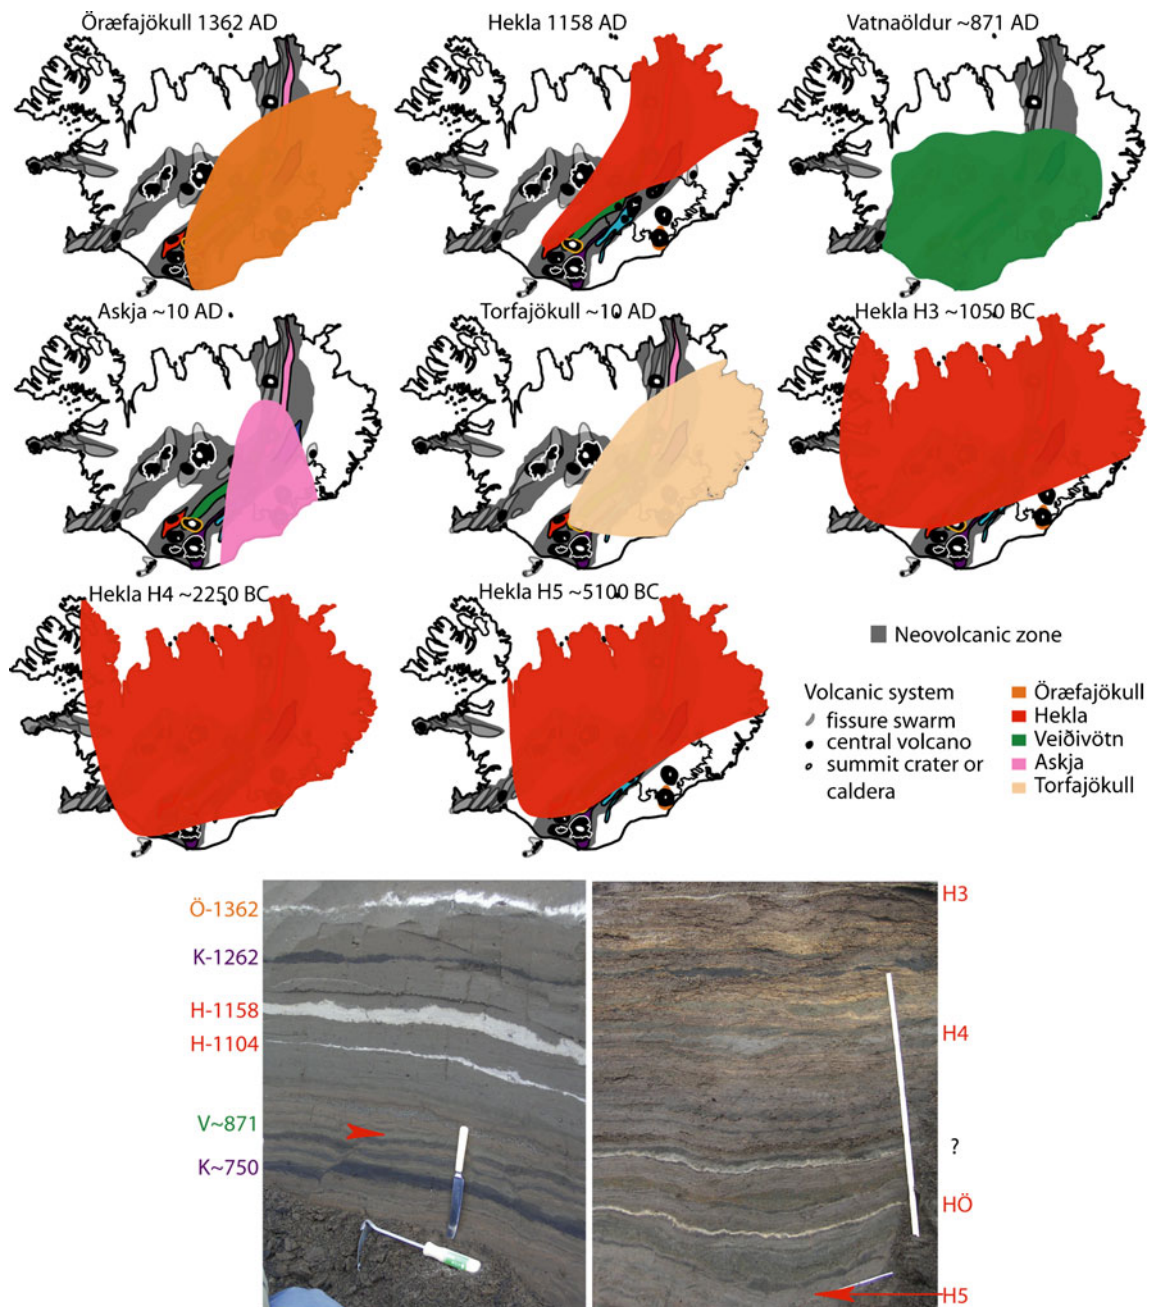 Öræfajökull 1362 AD
Hekla 1158 AD
Vatnaöldur ~871 AD
Askja ~10 AD
Torfajökull ~10 AD
Hekla H3 ~1050 BC
Hekla H4 ~2250 BC
Hekla H5 ~5100 BC
Neovolcanic zone
Volcanic system
fissure swarm
central volcano
summit crater or
caldera
Öræfajökull
Hekla
Veiðivötn
Askja
Torfajökull
Ö-1362
K-1262
H-1158
H-1104
V~871
K~750
H3
H4
?
HÖ
H5